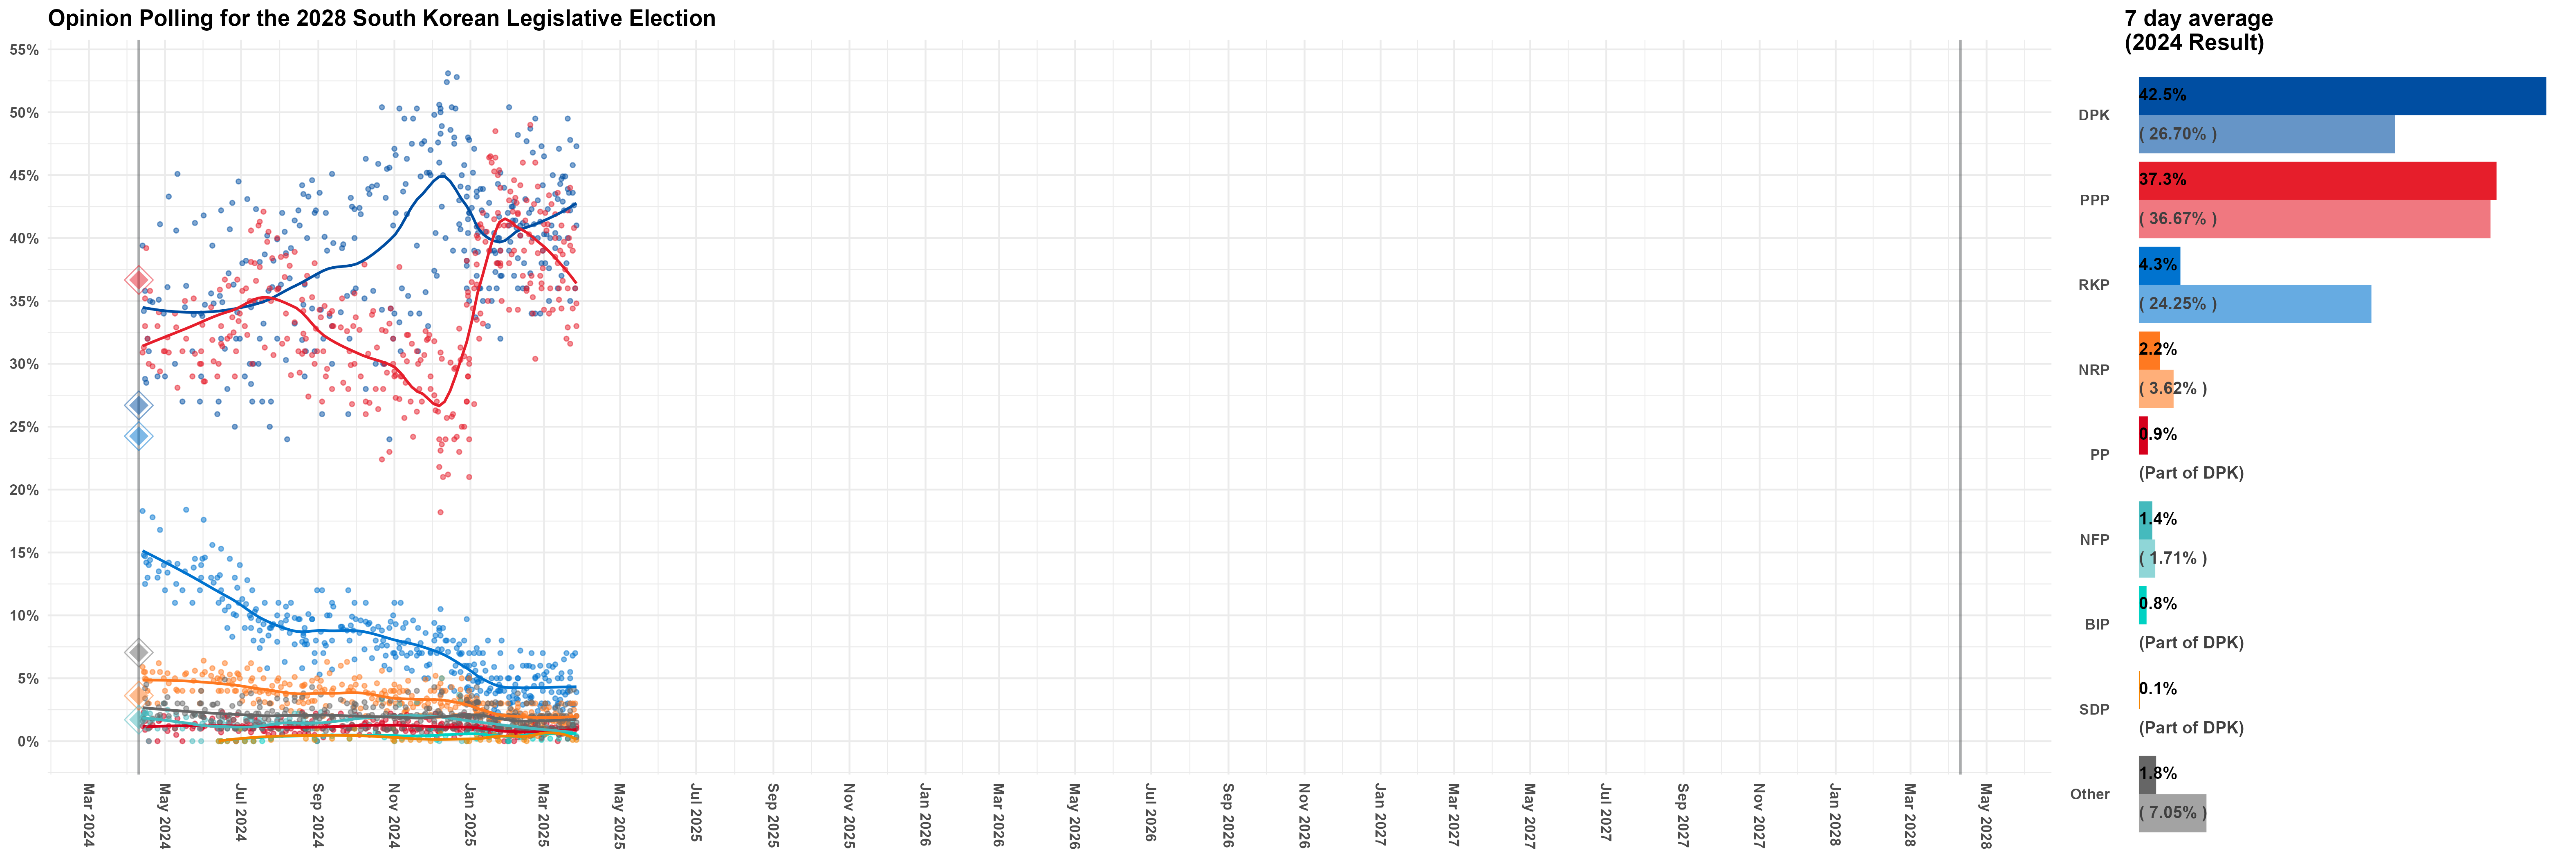 Opinion Polling for the 2028 South Korean Legislative Election
55%
50%
45%
40%
35%
30%
25%
20%
15%
10%
5%
0%
Mar 2024
May 2024
Jul 2024
Sep 2024
Nov 2024
Jan 2025
Mar 2025
May 2025
Jul 2025
Sep 2025
Nov 2025
Jan 2026
Mar 2026
May 2026
Jul 2026
Sep 2026
Nov 2026
Jan 2027
Mar 2027
May 2027
Jul 2027
Sep 2027
Nov 2027
Jan 2028
Mar 2028
May 2028
7 day average
(2024 Result)
DPK
42.5%
( 26.70% )
PPP
37.3%
( 36.67% )
RKP
4.3%
( 24.25% )
NRP
2.2%
( 3.62% )
PP
0.9%
(Part of DPK)
NFP
1.4%
( 1.71% )
BIP
0.8%
(Part of DPK)
SDP
0.1%
(Part of DPK)
Other
1.8%
( 7.05% )